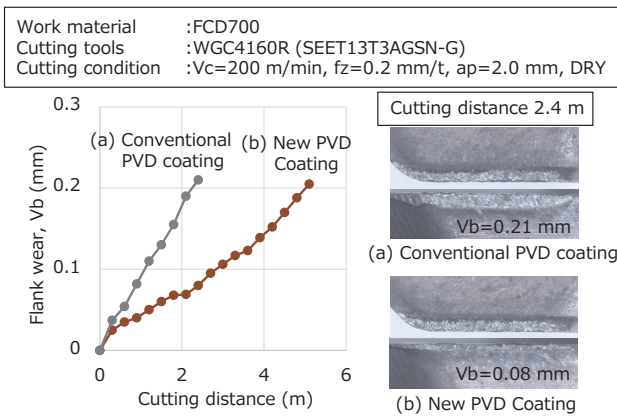 Work material :FCD700
Cutting tools :WGC4160R (SEET13T3AGSN-G)
Cutting condition :Vc=200 m/min, fz=0.2 mm/t, ap=2.0 mm, DRY
0.3
0.2
0.1
0
Flank wear, Vb (mm)
(a) Conventional
PVD coating
(b) New PVD
Coating
0 2 4 6
Cutting distance (m)
Cutting distance 2.4 m
Vb=0.21 mm
(a) Conventional PVD coating
Vb=0.08 mm
(b) New PVD Coating